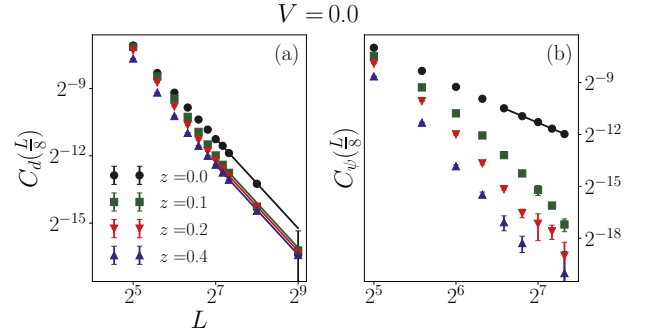 V = 0.0
(a)
(b)
C_d(L/8)
C_ψ(L/8)
2^{-9}
2^{-12}
2^{-15}
2^{-9}
2^{-12}
2^{-15}
2^{-18}
z = 0.0
z = 0.1
z = 0.2
z = 0.4
2^5
2^7
2^9
2^5
2^6
2^7
L